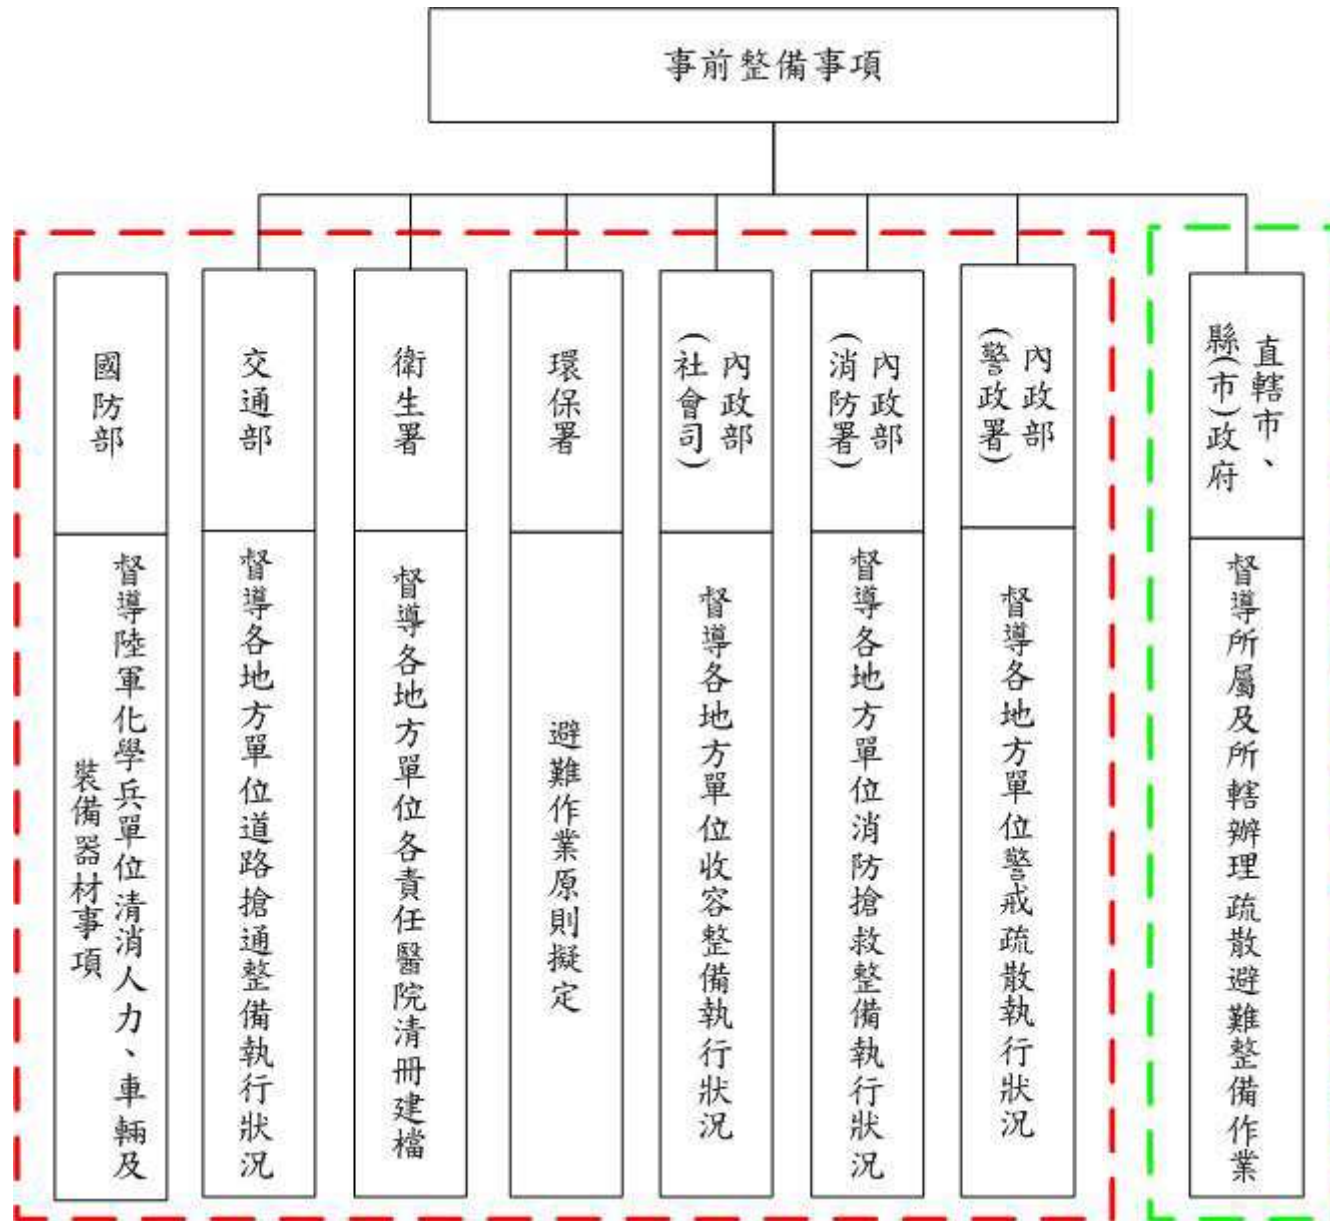 事前整備事項
國防部
督導陸軍化學兵單位清消人力、車輛及
裝備器材事項
交通部
督導各地方單位道路搶通整備執行狀況
衛生署
督導各地方單位各責任醫院清冊建檔
環保署
避難作業原則擬定
內政部
(社會司)
督導各地方單位收容整備執行狀況
內政部
(消防署)
督導各地方單位消防搶救整備執行狀況
內政部
(警政署)
督導各地方單位警戒疏散執行狀況
直轄市、
縣(市)政府
督導所屬及所轄辦理疏散避難整備作業